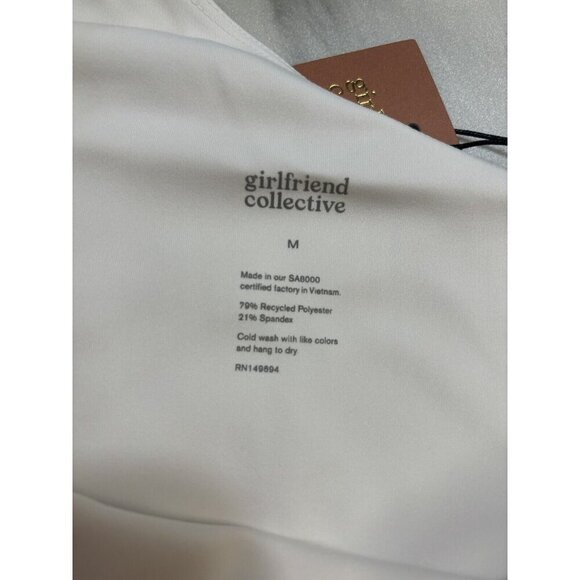 girlfriend
collective
M
Made in our SA8000
certified factory in Vietnam.
79% Recycled Polyester
21% Spandex
Cold wash with like colors
and hang to dry
RN149694